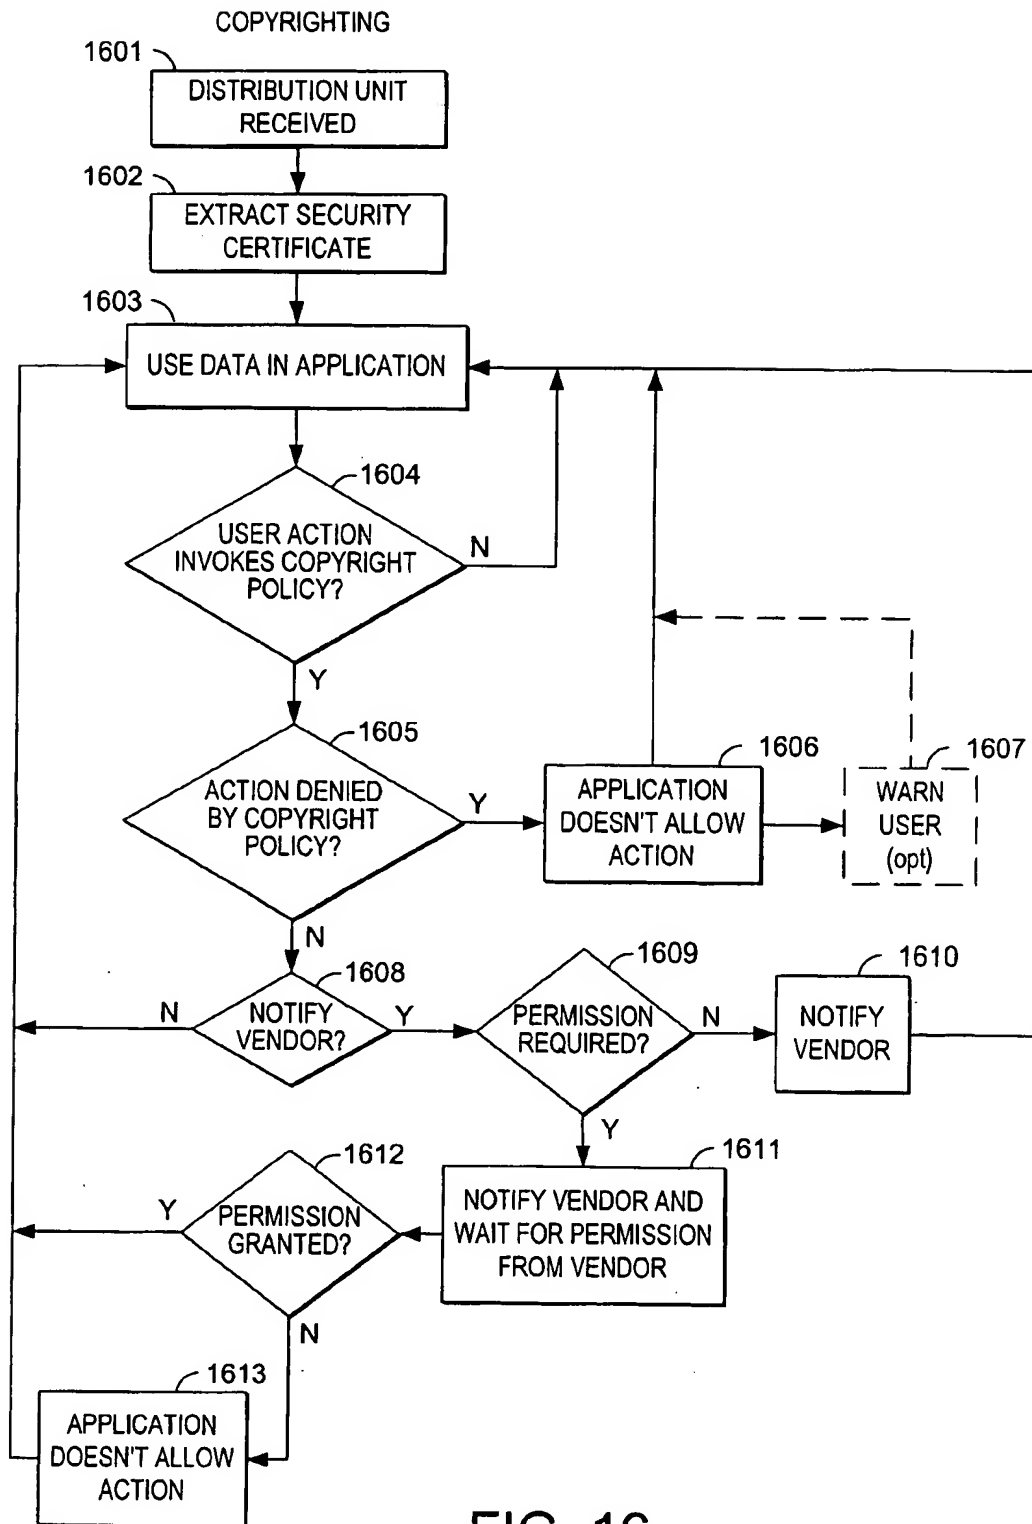 COPYRIGHTING
1601
DISTRIBUTION UNIT
RECEIVED
1602
EXTRACT SECURITY
CERTIFICATE
1603
USE DATA IN APPLICATION
1604
USER ACTION
INVOKES COPYRIGHT
POLICY?
N
Y
1605
ACTION DENIED
BY COPYRIGHT
POLICY?
Y
N
1606
APPLICATION
DOESN'T ALLOW
ACTION
1607
WARN
USER
(opt)
1608
NOTIFY
VENDOR?
N
Y
1609
PERMISSION
REQUIRED?
N
Y
1610
NOTIFY
VENDOR
1611
NOTIFY VENDOR AND
WAIT FOR PERMISSION
FROM VENDOR
1612
PERMISSION
GRANTED?
Y
N
1613
APPLICATION
DOESN'T ALLOW
ACTION
FIG. 16